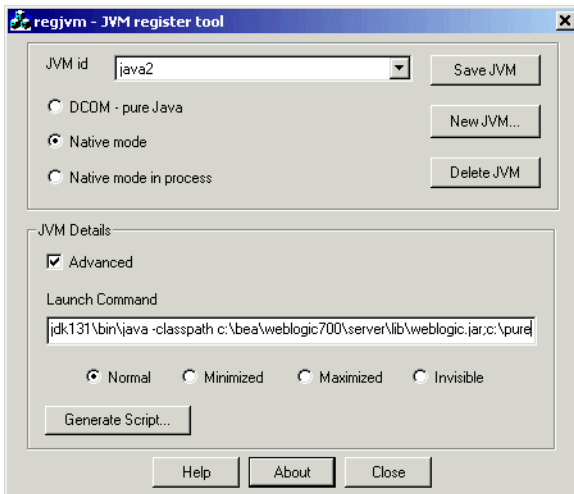 regjvm - JVM register tool
JVM id
java2
Save JVM
DCOM - pure Java
New JVM...
Native mode
Native mode in process
Delete JVM
JVM Details
Advanced
Launch Command
jdk131\bin\java -classpath c:\bea\weblogic700\server\lib\weblogic.jar;c:\pure
Normal Minimized Maximized Invisible
Generate Script...
Help About Close